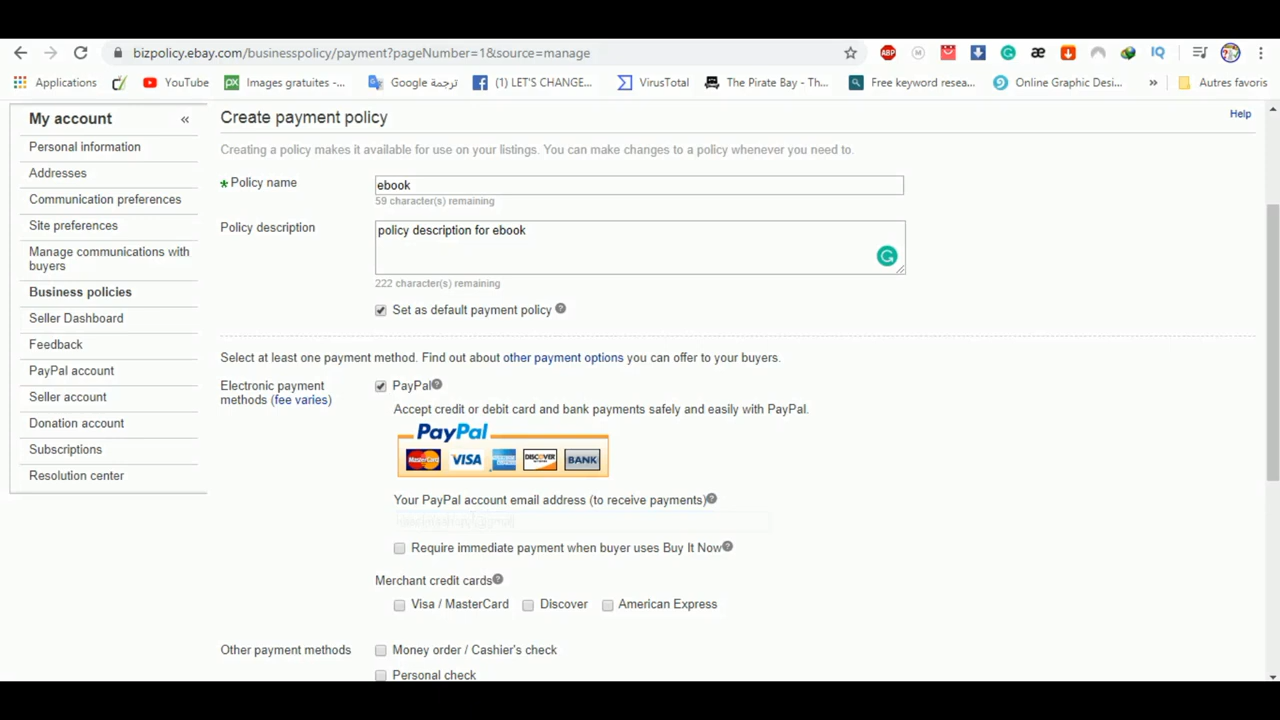 bizpolicy.ebay.com/businesspolicy/payment?pageNumber=1&source=manage
ABP M æ IQ
Applications YouTube PX Images gratuites -... Google ترجمة (1) LET'S CHANGE... VirusTotal The Pirate Bay - Th... Free keyword resea... Online Graphic Desi... » Autres favoris
My account «
Personal information
Addresses
Communication preferences
Site preferences
Manage communications with
buyers
Business policies
Seller Dashboard
Feedback
PayPal account
Seller account
Donation account
Subscriptions
Resolution center
Create payment policy
Help
Creating a policy makes it available for use on your listings. You can make changes to a policy whenever you need to.
* Policy name ebook
59 character(s) remaining
Policy description policy description for ebook
222 character(s) remaining
Set as default payment policy ?
Select at least one payment method. Find out about other payment options you can offer to your buyers.
Electronic payment
methods (fee varies)
PayPal ?
Accept credit or debit card and bank payments safely and easily with PayPal.
PayPal
MasterCard VISA AMERICAN EXPRESS DISCOVER BANK
Your PayPal account email address (to receive payments) ?
Require immediate payment when buyer uses Buy It Now ?
Merchant credit cards ?
Visa / MasterCard Discover American Express
Other payment methods Money order / Cashier's check
Personal check